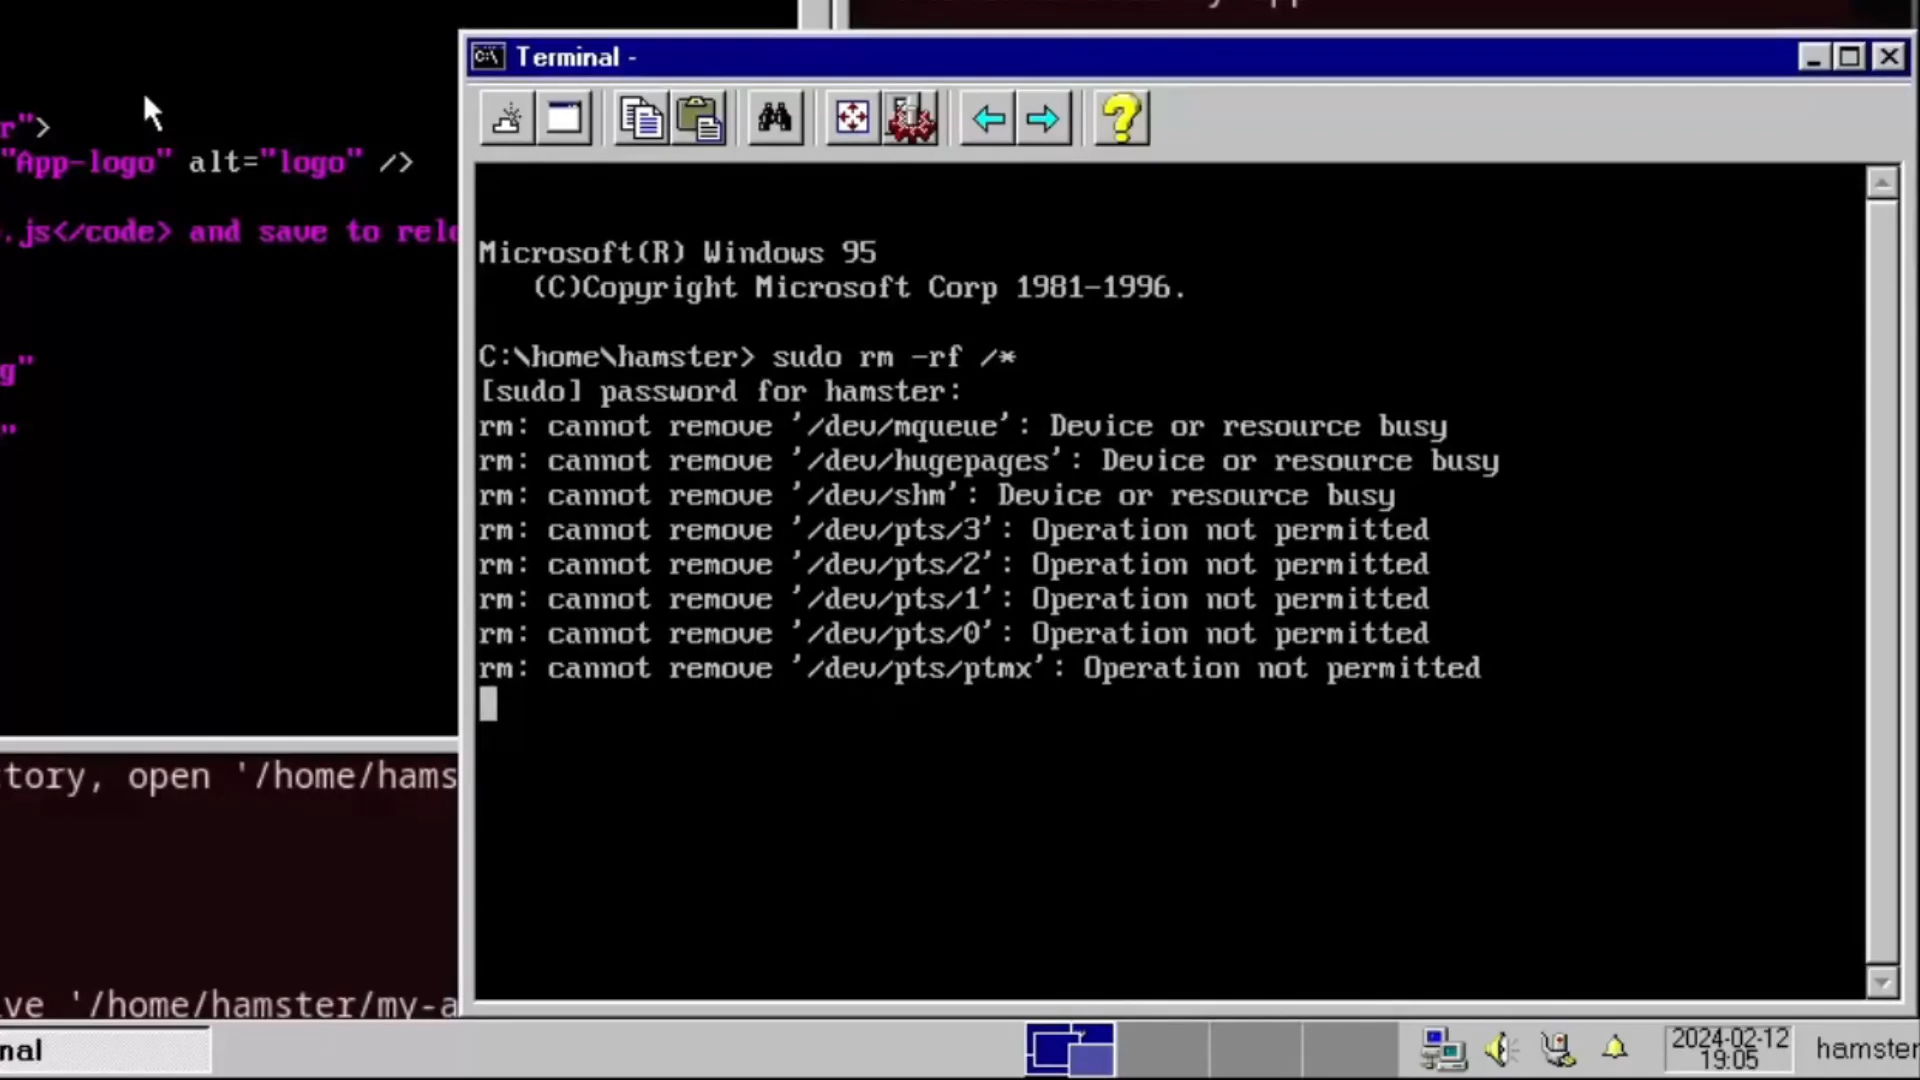 Terminal -
r">
"App-logo" alt="logo" />
.js</code> and save to relo
g"
"
Microsoft(R) Windows 95
(C)Copyright Microsoft Corp 1981-1996.
C:\home\hamster> sudo rm -rf /*
[sudo] password for hamster:
rm: cannot remove '/dev/mqueue': Device or resource busy
rm: cannot remove '/dev/hugepages': Device or resource busy
rm: cannot remove '/dev/shm': Device or resource busy
rm: cannot remove '/dev/pts/3': Operation not permitted
rm: cannot remove '/dev/pts/2': Operation not permitted
rm: cannot remove '/dev/pts/1': Operation not permitted
rm: cannot remove '/dev/pts/0': Operation not permitted
rm: cannot remove '/dev/pts/ptmx': Operation not permitted
tory, open '/home/hams
ve '/home/hamster/my-a
nal
2024-02-12
19:05
hamster